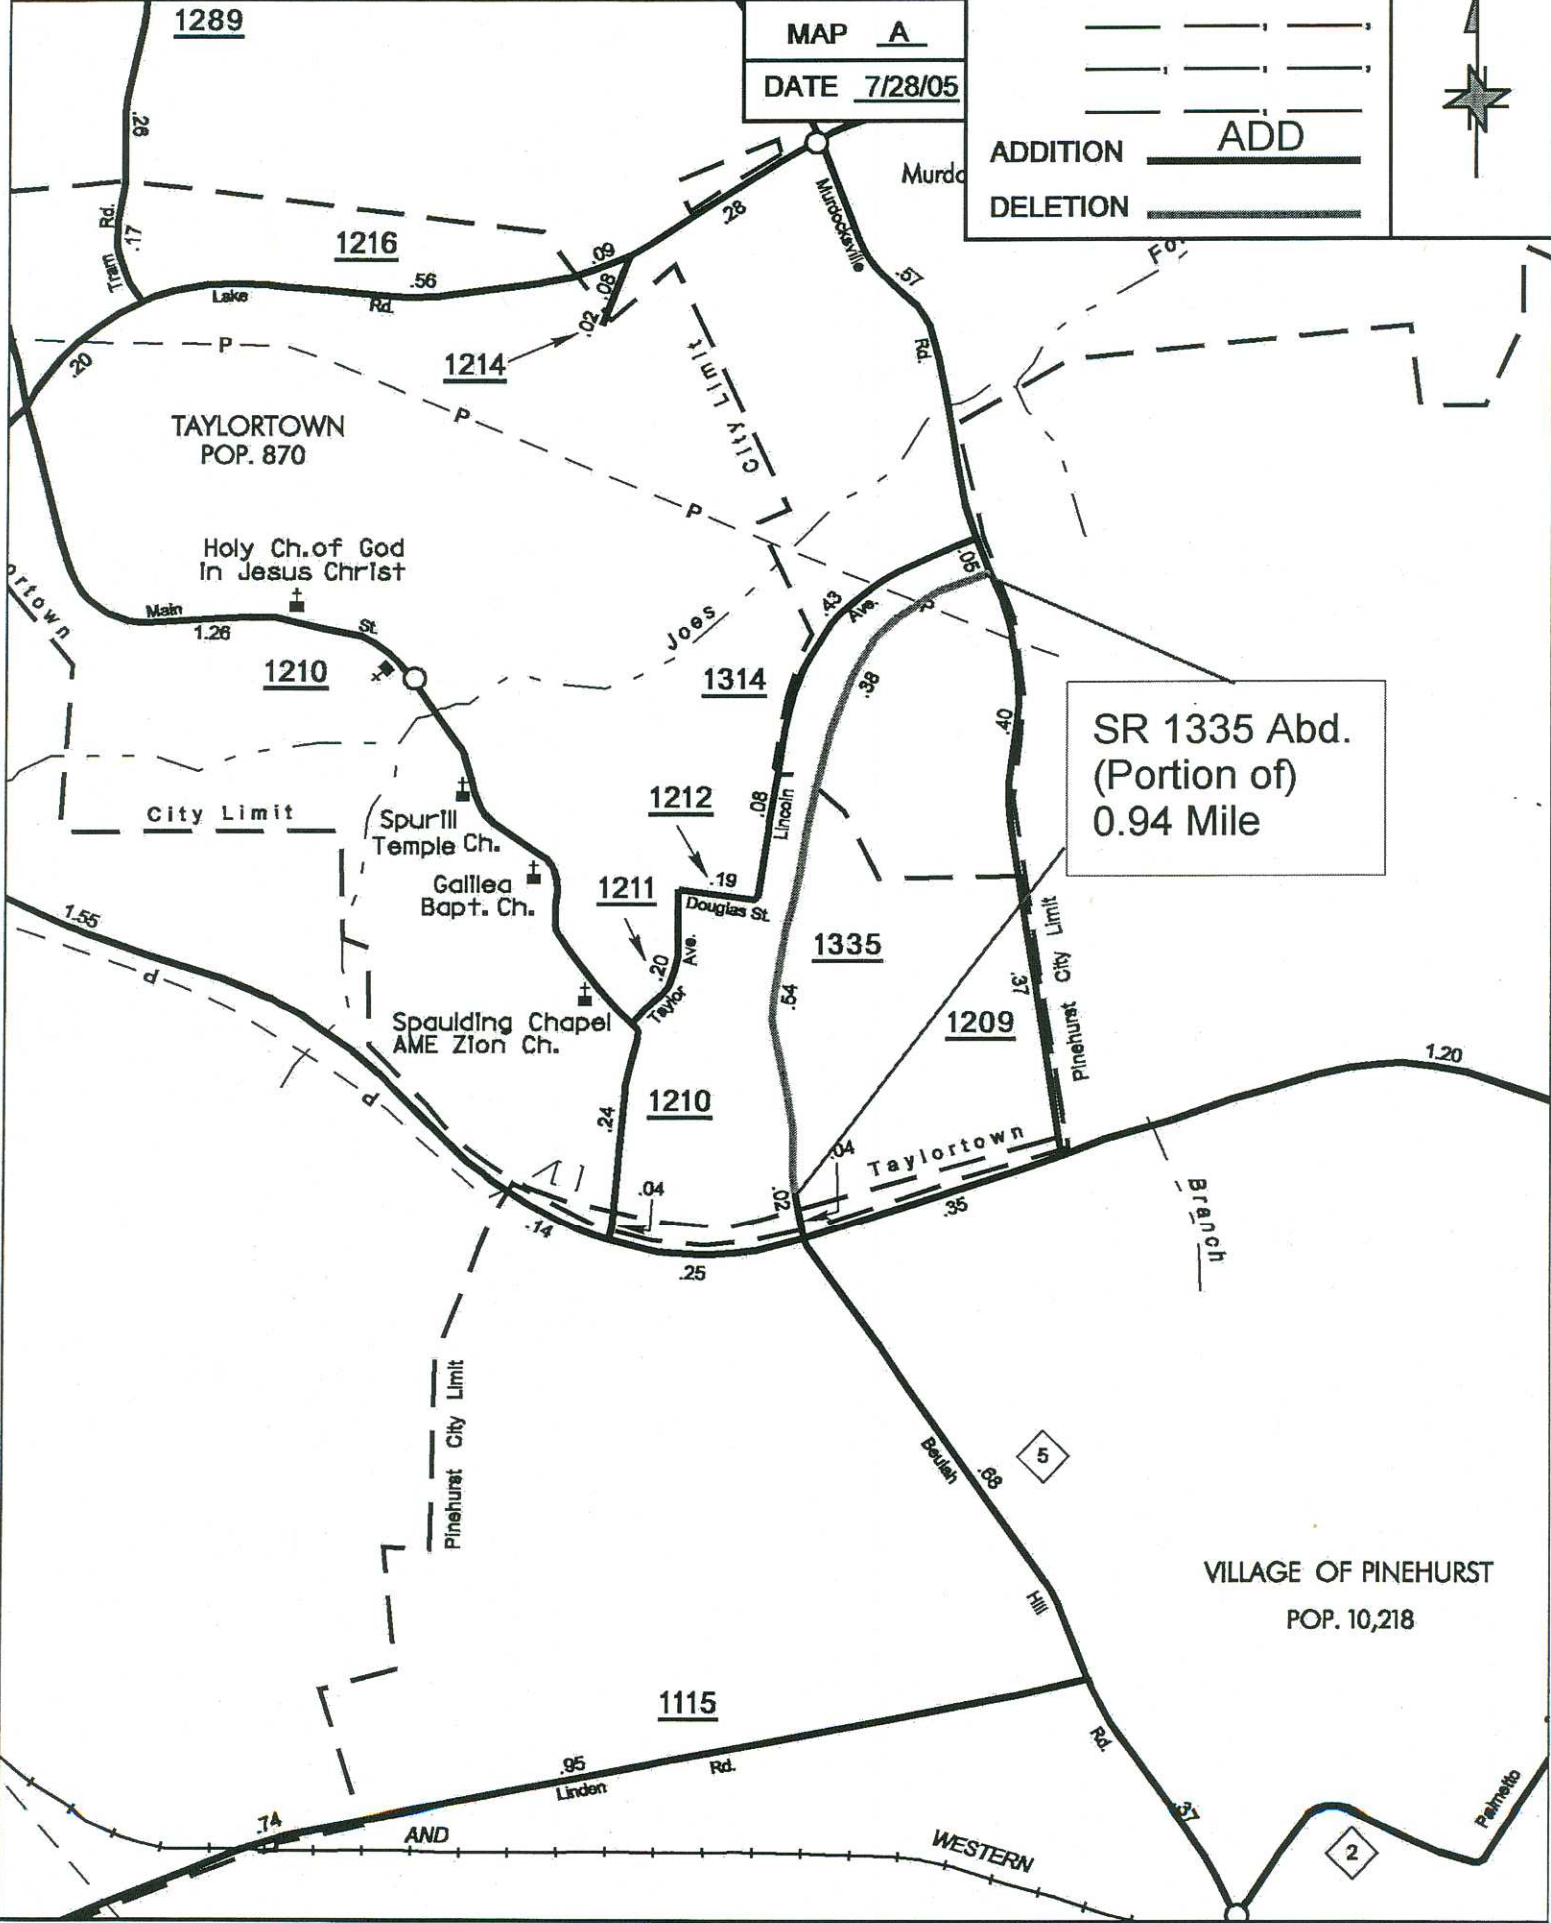 1289
MAP A
DATE 7/28/05
ADD
ADDITION
DELETION
.26
Murdocksville
.28
Rd.
.17
Tram
1216
.09
.56
.08
.57
Lake
Rd.
.02
Rd.
P
.20
1214
City Limit
P
TAYLORTOWN
POP. 870
P
Holy Ch. of God
in Jesus Christ
.05
Main
1.26
St.
.43
Ave.
P
Joes
1210
1314
.38
.40
SR 1335 Abd.
(Portion of)
0.94 Mile
1212
.08
Lincoln
City Limit
Spurill
Temple Ch.
Galilea
Bapt. Ch.
1211
.19
Douglas St.
1.55
P
1335
Ave.
.20
Taylor
.54
.37
Pinehurst City Limit
Spaulding Chapel
AME Zion Ch.
1209
1.20
P
1210
.24
Taylortown
.04
.04
.02
.14
.35
.25
Branch
Pinehurst City Limit
Beulah
.68
5
Hill
VILLAGE OF PINEHURST
POP. 10,218
1115
Rd.
.95
Linden
Rd.
.74
AND
WESTERN
.37
Palmetto
2